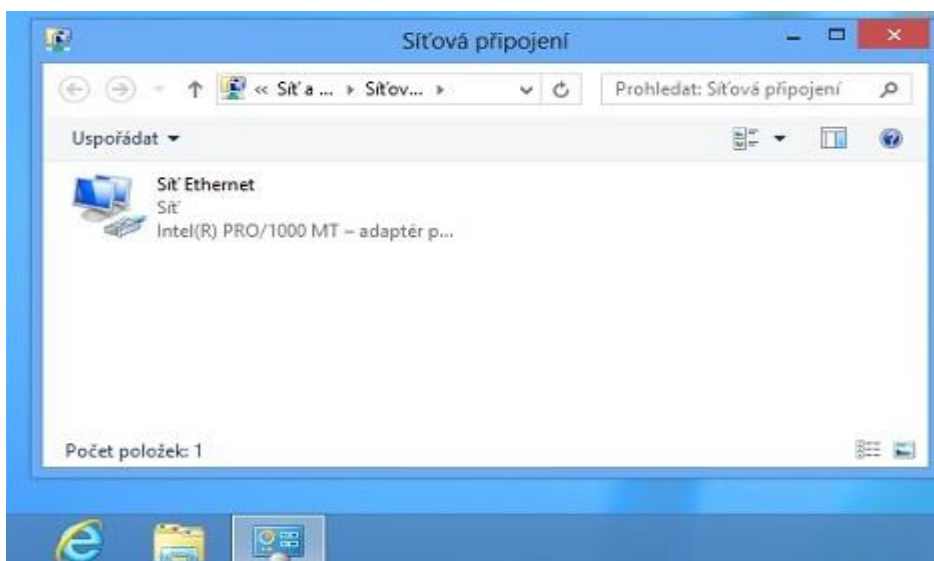 Síťová připojení
« Síť a ... ▸ Síťov... ▸ Prohledat: Síťová připojení
Uspořádat
Síť Ethernet
Síť
Intel(R) PRO/1000 MT – adaptér p...
Počet položek: 1